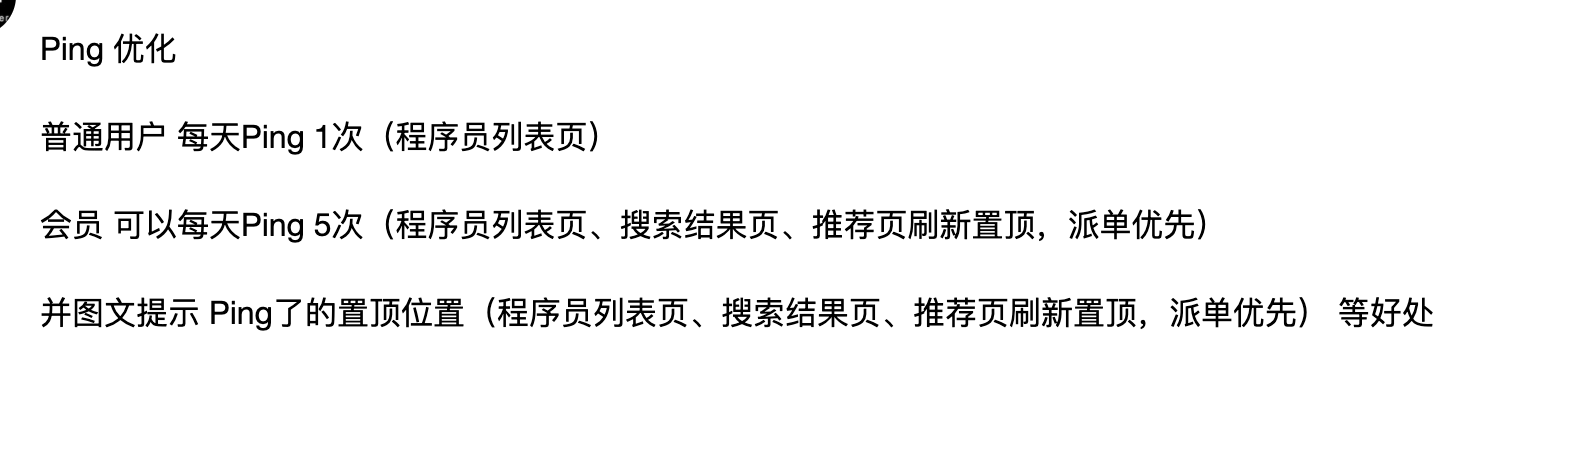 Ping 优化
普通用户 每天Ping 1次（程序员列表页）
会员 可以每天Ping 5次（程序员列表页、搜索结果页、推荐页刷新置顶，派单优先）
并图文提示 Ping了的置顶位置（程序员列表页、搜索结果页、推荐页刷新置顶，派单优先） 等好处